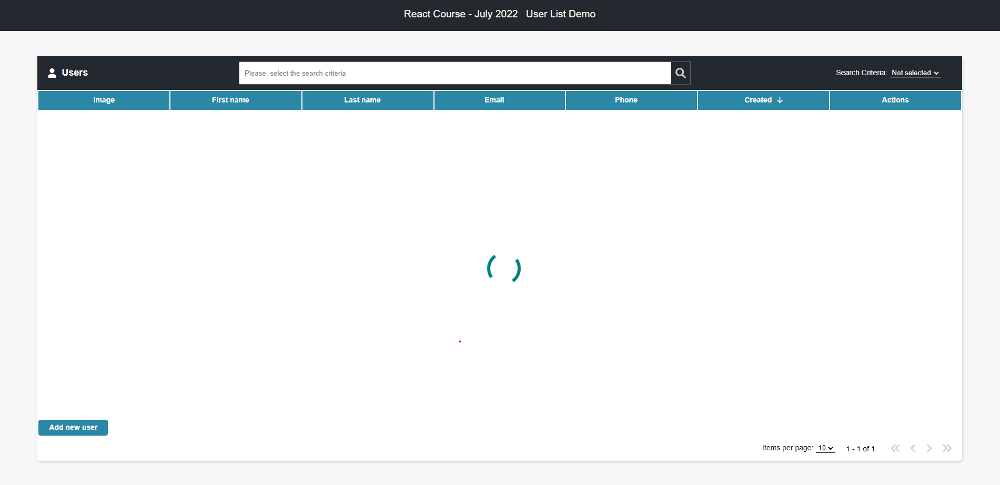 React Course - July 2022 User List Demo
Users
Please, select the search criteria
Search Criteria: Not selected
Image First name Last name Email Phone Created Actions
Add new user
Items per page: 10 1 - 1 of 1